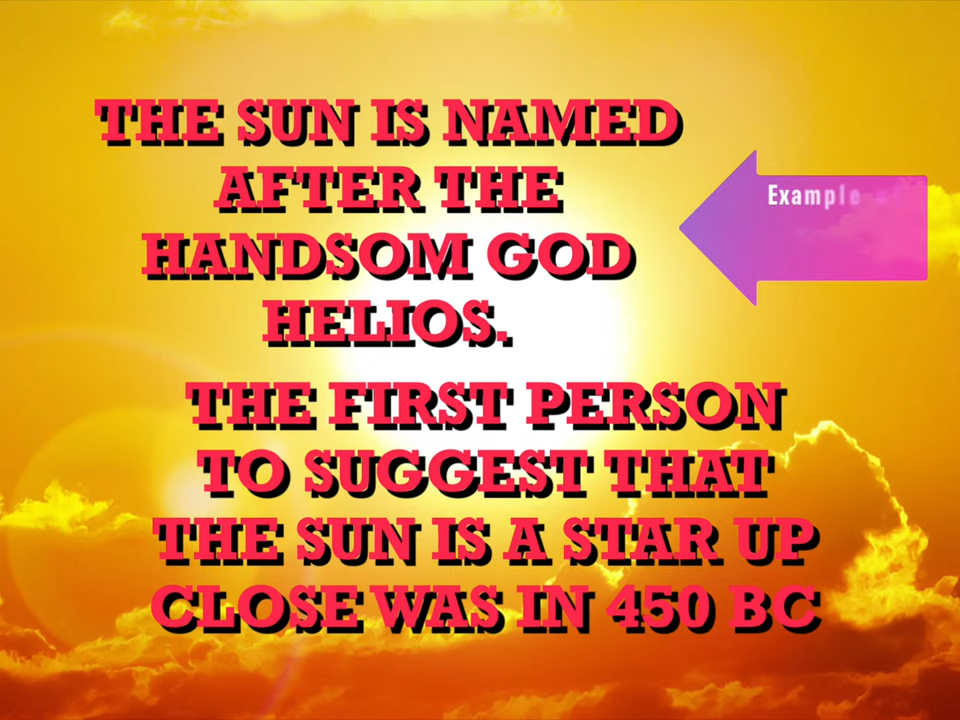 THE SUN IS NAMED
AFTER THE
HANDSOM GOD
HELIOS.
Example
THE FIRST PERSON
TO SUGGEST THAT
THE SUN IS A STAR UP
CLOSE WAS IN 450 BC